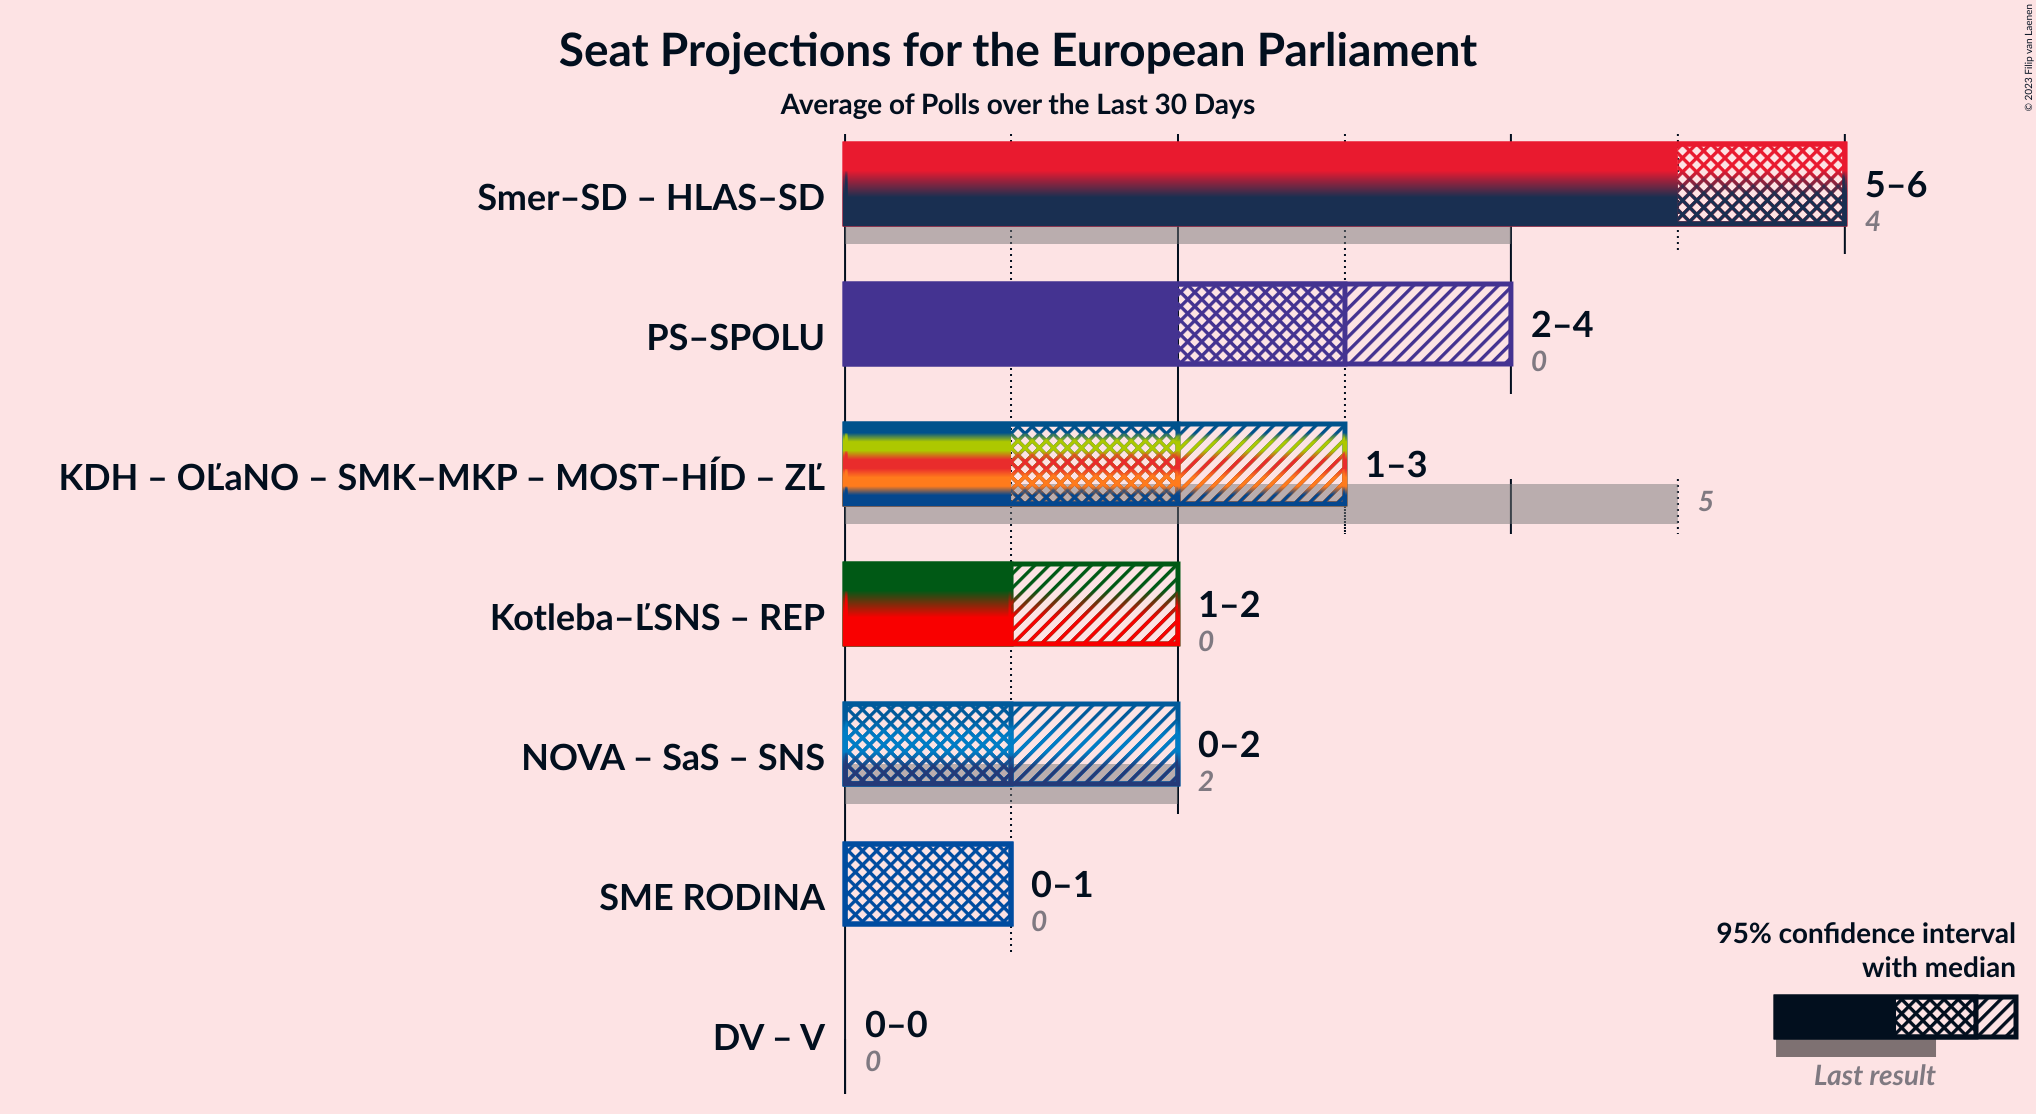 Seat Projections for the European Parliament
Average of Polls over the Last 30 Days
© 2023 Filip van Laenen
Smer–SD – HLAS–SD
5–6
4
PS–SPOLU
2–4
0
KDH – OĽaNO – SMK–MKP – MOST–HÍD – ZĽ
1–3
5
Kotleba–ĽSNS – REP
1–2
0
NOVA – SaS – SNS
0–2
2
SME RODINA
0–1
0
DV – V
0–0
0
95% confidence interval
with median
Last result